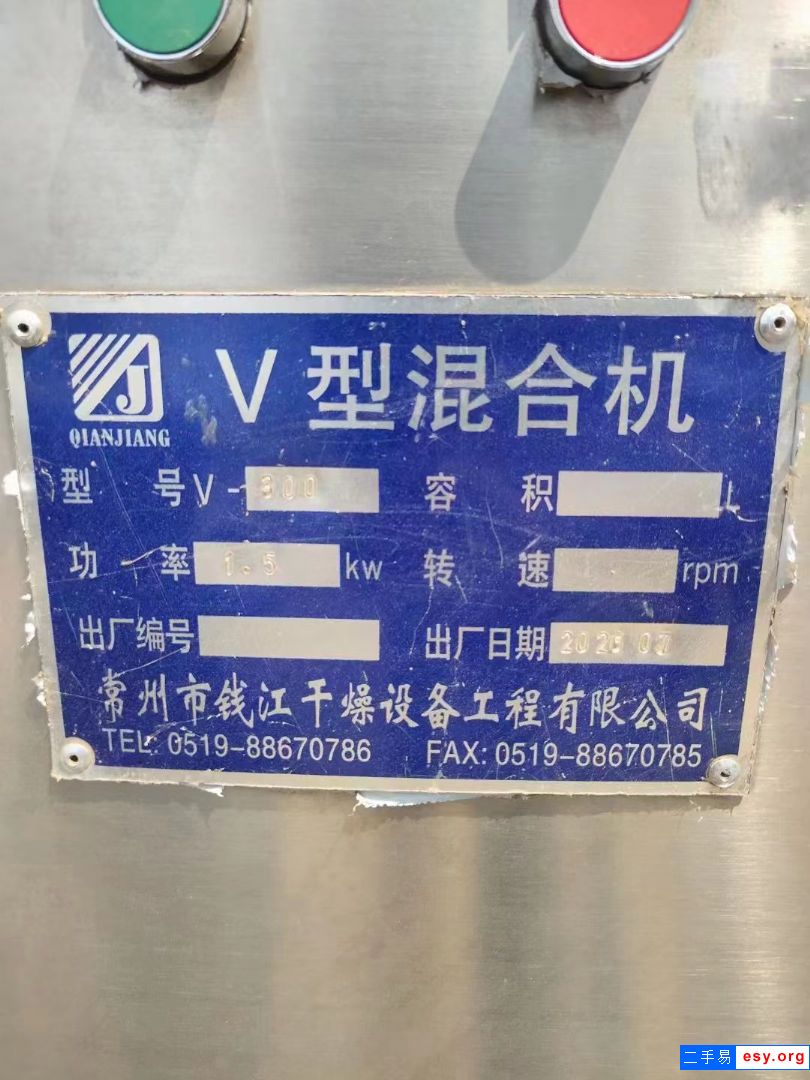 QIANJIANG
V型混合机
型 号 V-300 容 积 L
功 率 1.5 kw 转 速 rpm
出厂编号 出厂日期 07
常州市钱江干燥设备工程有限公司
TEL: 0519-88670786 FAX: 0519-88670785
二手易 esy.org